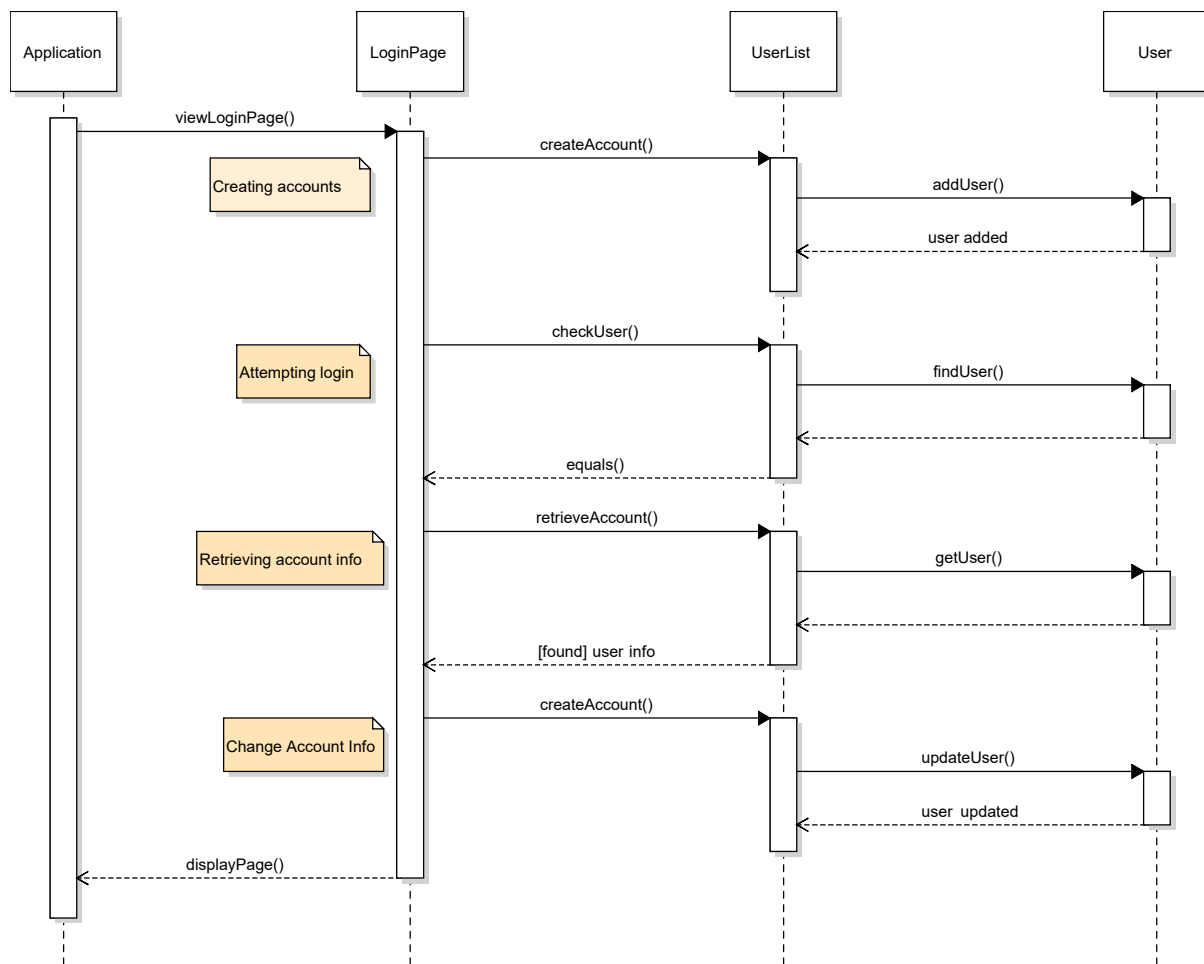 Application
LoginPage
UserList
User
viewLoginPage()
createAccount()
Creating accounts
addUser()
user added
checkUser()
Attempting login
findUser()
equals()
retrieveAccount()
Retrieving account info
getUser()
[found] user info
createAccount()
Change Account Info
updateUser()
user updated
displayPage()